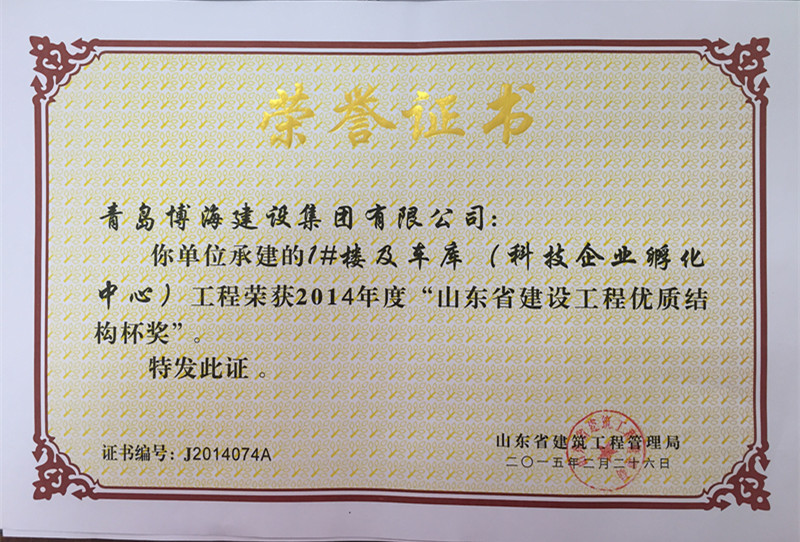 荣誉证书
青岛博海建设集团有限公司：
你单位承建的1#楼及车库（科技企业孵化
中心）工程荣获2014年度“山东省建设工程优质结
构杯奖”。
特发此证。
证书编号：J2014074A
山东省建筑工程管理局
二〇一五年二月二十六日